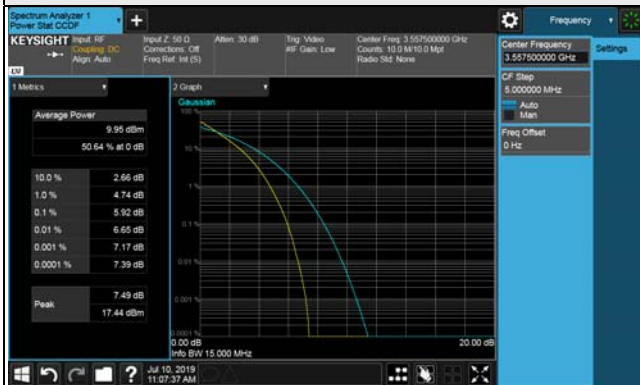 Spectrum Analyzer 1
Power Stat CCDF
Frequency
KEYSIGHT
Input: RF
Coupling: DC
Align: Auto
Input Z: 50 Ω
Corrections: Off
Freq Ref: Int (S)
Atten: 30 dB
Trig: Video
#IF Gain: Low
Center Freq: 3.557500000 GHz
Counts: 10.0 M/10.0 Mpt
Radio Std: None
Center Frequency
3.557500000 GHz
Settings
CF Step
5.000000 MHz
Auto
Man
Freq Offset
0 Hz
1 Metrics
Average Power
9.95 dBm
50.64 % at 0 dB
10.0 % 2.66 dB
1.0 % 4.74 dB
0.1 % 5.92 dB
0.01 % 6.65 dB
0.001 % 7.17 dB
0.0001 % 7.39 dB
Peak
7.49 dB
17.44 dBm
2 Graph
Gaussian
100 %
10 %
1 %
0.1 %
0.01 %
0.001 %
0.0001 %
0.00 dB
20.00 dB
Info BW 15.000 MHz
Jul 10, 2019
11:07:37 AM